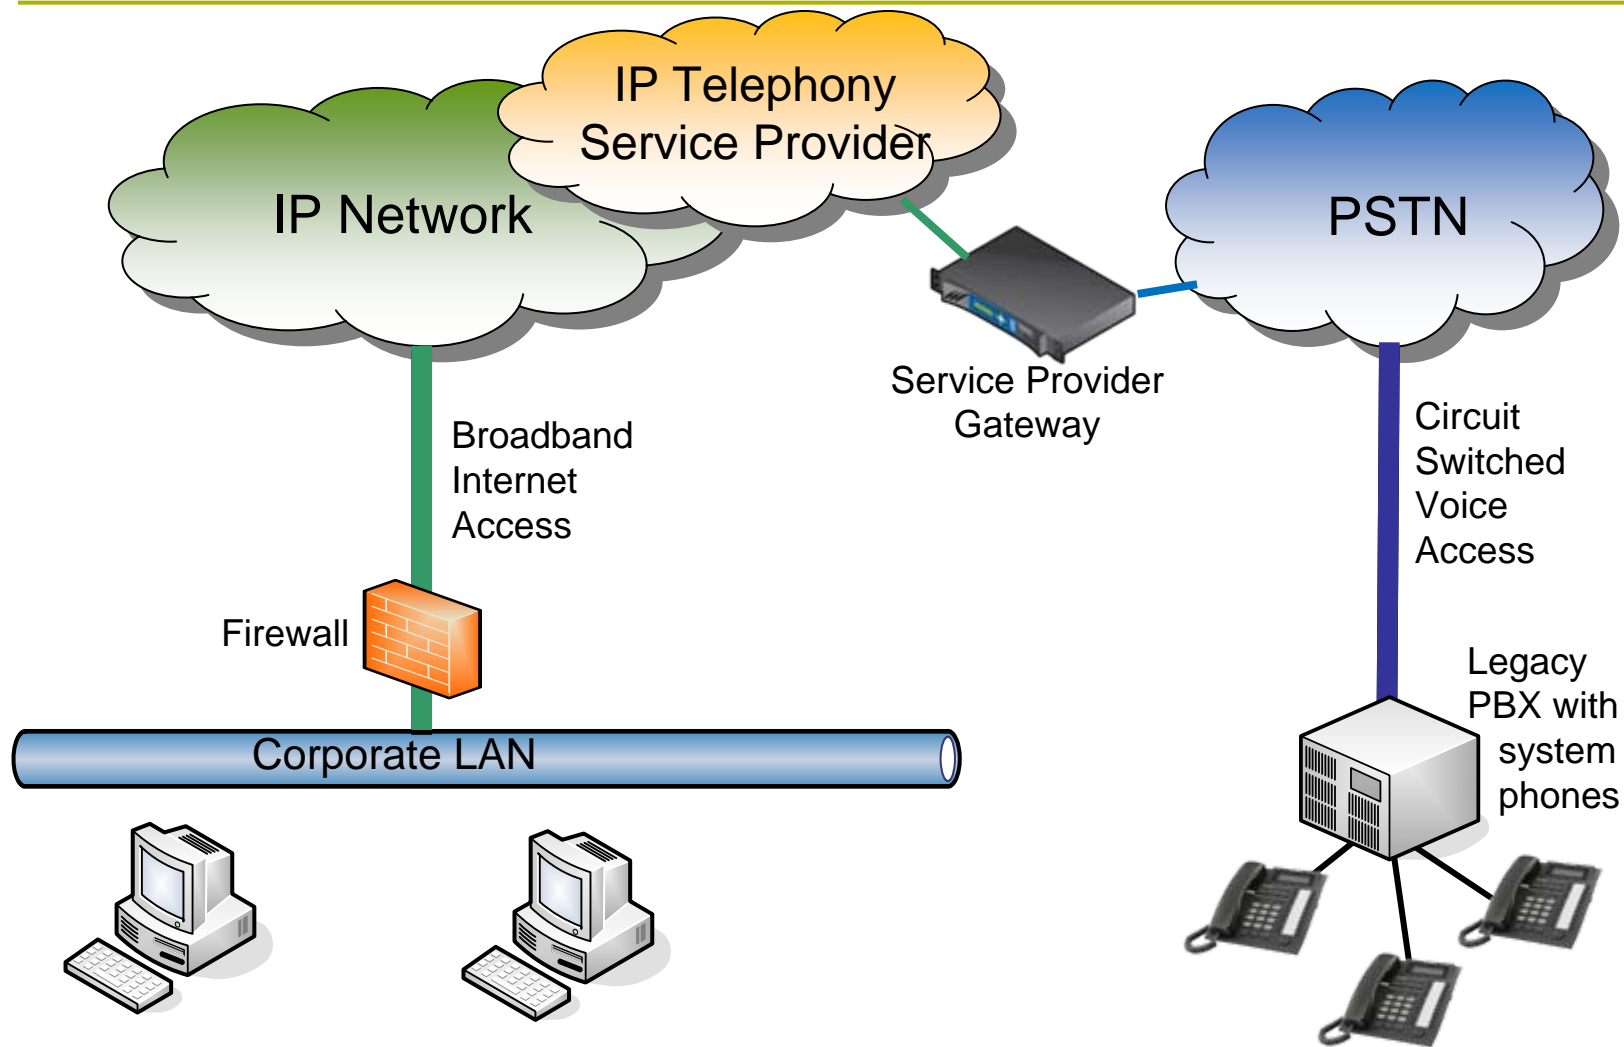 IP Telephony
Service Provider
IP Network
PSTN
Service Provider
Gateway
Broadband
Internet
Access
Circuit
Switched
Voice
Access
Firewall
Legacy
PBX with
system
phones
Corporate LAN